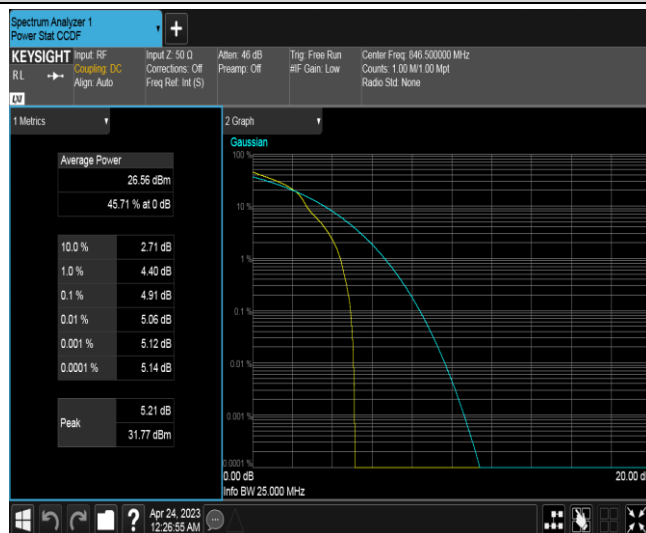 Spectrum Analyzer 1
Power Stat CCDF
KEYSIGHT
RL
LXI
Input: RF
Coupling: DC
Align: Auto
Input Z: 50 Ω
Corrections: Off
Freq Ref: Int (S)
Atten: 46 dB
Preamp: Off
Trig: Free Run
#IF Gain: Low
Center Freq: 846.500000 MHz
Counts: 1.00 M/1.00 Mpt
Radio Std: None
1 Metrics
Average Power
26.56 dBm
45.71 % at 0 dB
10.0 % 2.71 dB
1.0 % 4.40 dB
0.1 % 4.91 dB
0.01 % 5.06 dB
0.001 % 5.12 dB
0.0001 % 5.14 dB
Peak
5.21 dB
31.77 dBm
2 Graph
Gaussian
100 %
10 %
1 %
0.1 %
0.01 %
0.001 %
0.0001 %
0.00 dB
20.00 d
Info BW 25.000 MHz
?
Apr 24, 2023
12:26:55 AM